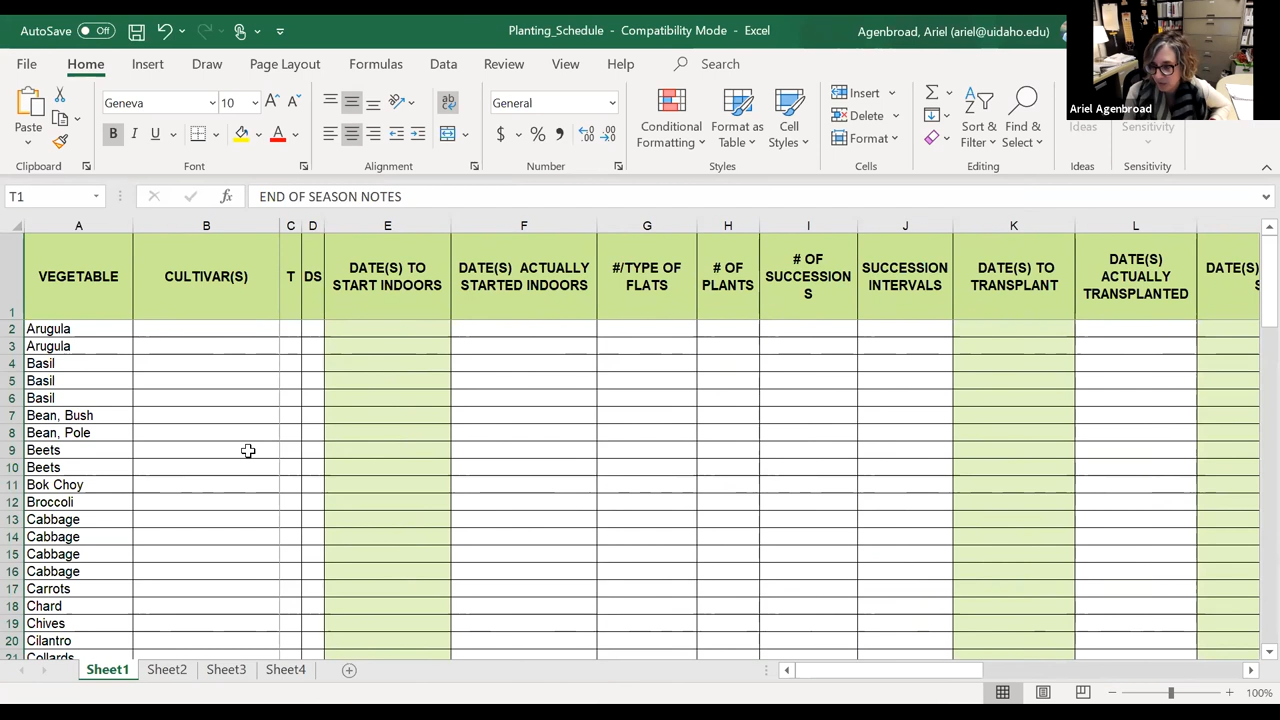 AutoSave Off Planting_Schedule - Compatibility Mode - Excel Agenbroad, Ariel (ariel@uidaho.edu)
File Home Insert Draw Page Layout Formulas Data Review View Help Search
Ariel Agenbroad
Paste Geneva 10 General Conditional Formatting Format as Table Cell Styles Insert Delete Format Sort & Filter Find & Select Ideas Sensitivity
B I U A $ % ,
Clipboard Font Alignment Number Styles Cells Editing Ideas Sensitivity
T1 fx END OF SEASON NOTES
A B C D E F G H I J K L
1 VEGETABLE CULTIVAR(S) T DS DATE(S) TO START INDOORS DATE(S) ACTUALLY STARTED INDOORS #/TYPE OF FLATS # OF PLANTS # OF SUCCESSIONS SUCCESSION INTERVALS DATE(S) TO TRANSPLANT DATE(S) ACTUALLY TRANSPLANTED DATE(S)
2 Arugula
3 Arugula
4 Basil
5 Basil
6 Basil
7 Bean, Bush
8 Bean, Pole
9 Beets
10 Beets
11 Bok Choy
12 Broccoli
13 Cabbage
14 Cabbage
15 Cabbage
16 Cabbage
17 Carrots
18 Chard
19 Chives
20 Cilantro
21 Collards
Sheet1 Sheet2 Sheet3 Sheet4
100%